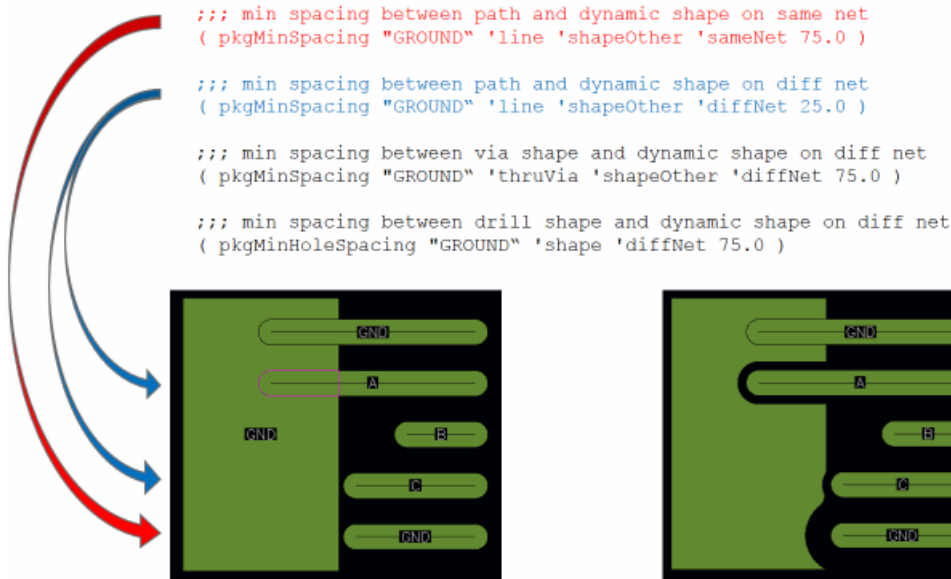 ;;; min spacing between path and dynamic shape on same net
( pkgMinSpacing "GROUND“ 'line 'shapeOther 'sameNet 75.0 )
;;; min spacing between path and dynamic shape on diff net
( pkgMinSpacing "GROUND“ 'line 'shapeOther 'diffNet 25.0 )
;;; min spacing between via shape and dynamic shape on diff net
( pkgMinSpacing "GROUND“ 'thruVia 'shapeOther 'diffNet 75.0 )
;;; min spacing between drill shape and dynamic shape on diff net
( pkgMinHoleSpacing "GROUND“ 'shape 'diffNet 75.0 )
GND
A
GND
B
C
GND
GND
A
B
C
GND